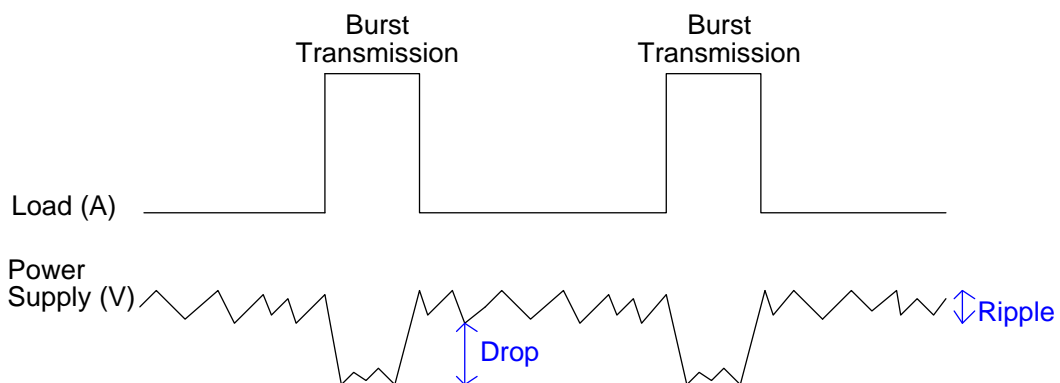 Burst
Transmission
Burst
Transmission
Load (A)
Power
Supply (V)
Ripple
Drop